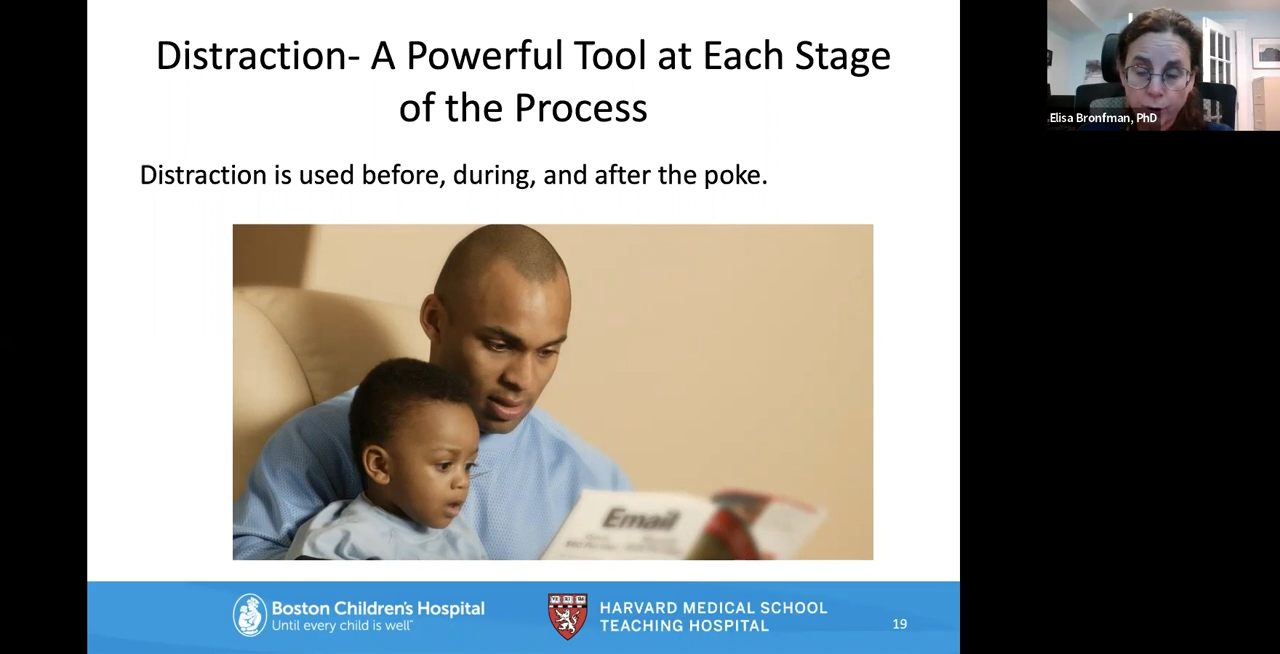 Distraction- A Powerful Tool at Each Stage
of the Process
Elisa Bronfman, PhD
Distraction is used before, during, and after the poke.
Email
Boston Children's Hospital
Until every child is well™
HARVARD MEDICAL SCHOOL
TEACHING HOSPITAL
19